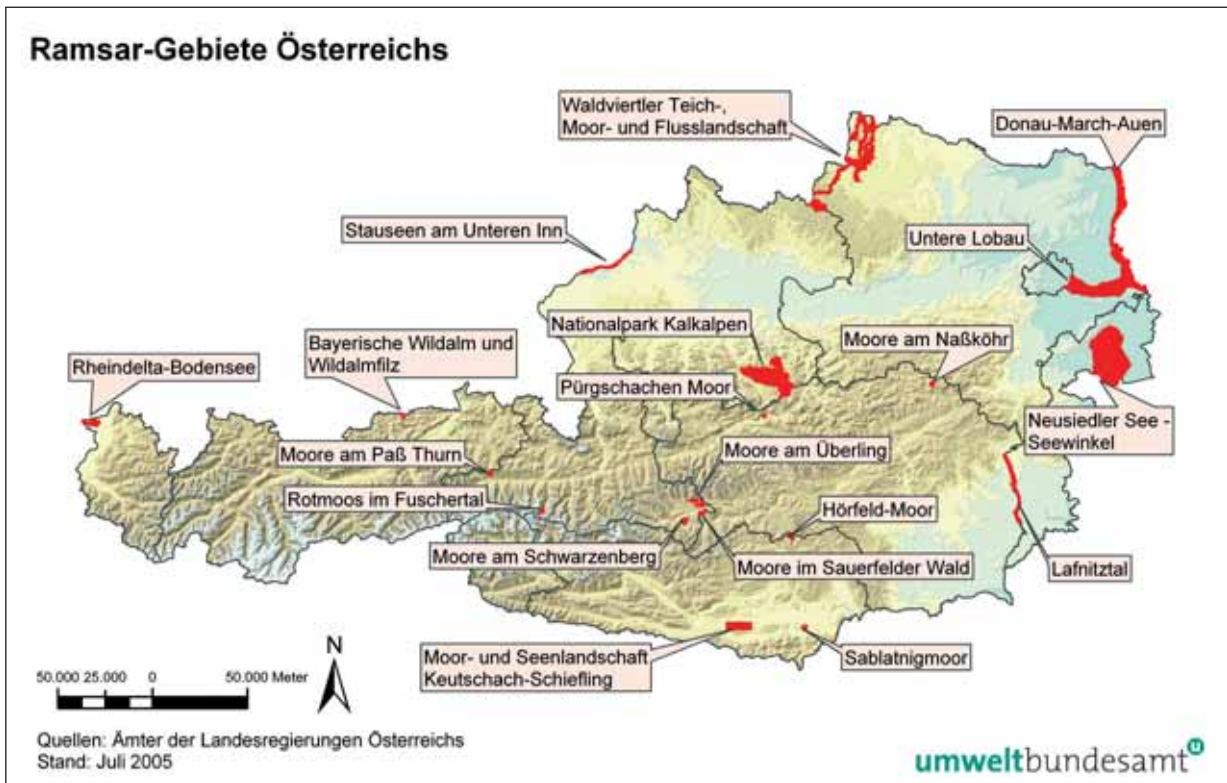 Ramsar-Gebiete Österreichs
Waldviertler Teich-,
Moor- und Flusslandschaft
Donau-March-Auen
Stauseen am Unteren Inn
Untere Lobau
Nationalpark Kalkalpen
Moore am Naßköhr
Bayerische Wildalm und
Wildalmfilz
Rheindelta-Bodensee
Pürgschachen Moor
Neusiedler See -
Seewinkel
Moore am Paß Thurn
Moore am Überling
Rotmoos im Fuschertal
Hörfeld-Moor
Moore am Schwarzenberg
Moore im Sauerfelder Wald
Lafnitztal
Moor- und Seenlandschaft
Keutschach-Schiefling
Sablatnigmoor
N
50.000 25.000 0 50.000 Meter
Quellen: Ämter der Landesregierungen Österreichs
Stand: Juli 2005
umweltbundesamt u